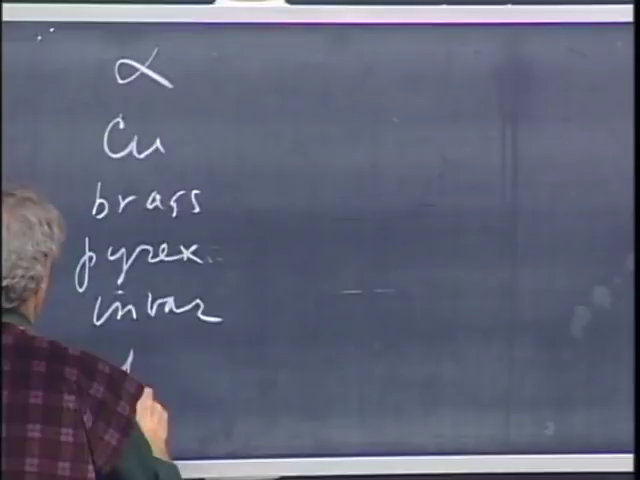 α
Cu
brass
pyrex
invar